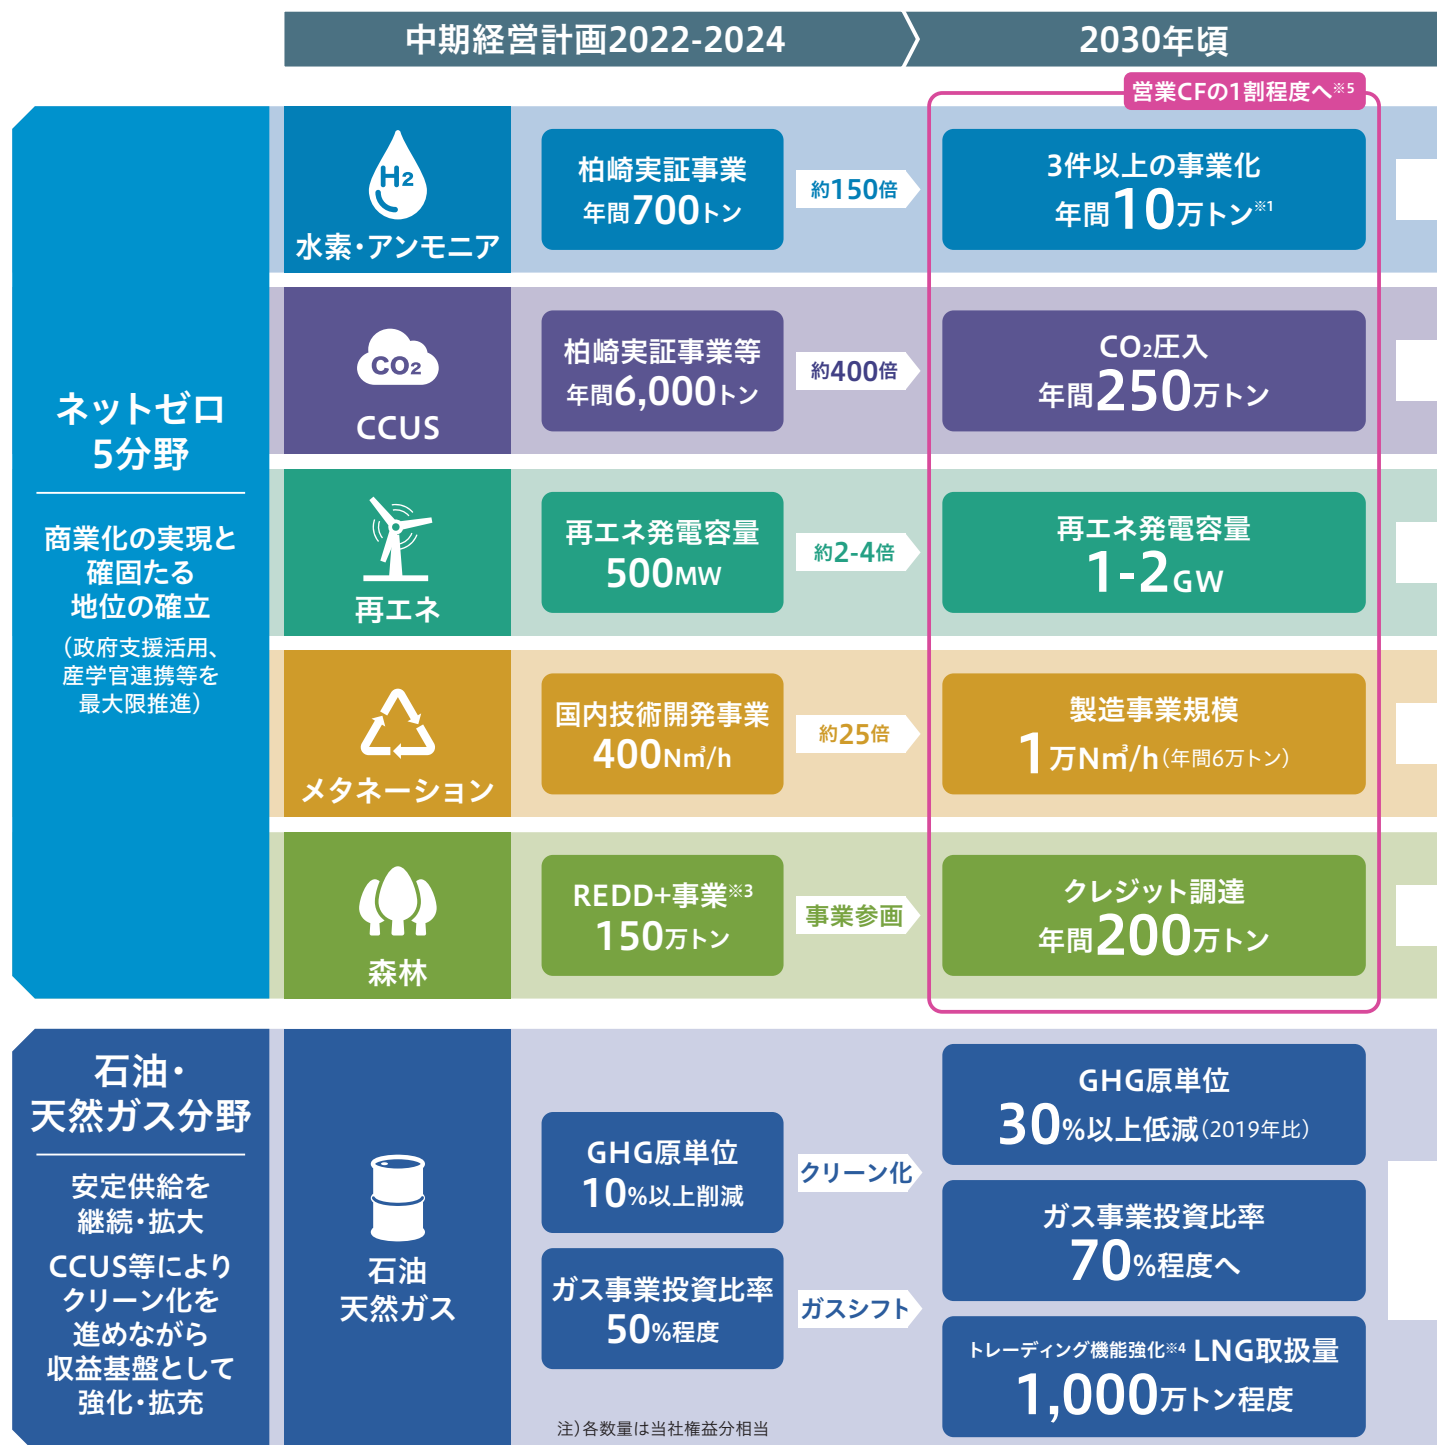 中期経営計画2022-2024
2030年頃
営業CFの1割程度へ※5
ネットゼロ
5分野
商業化の実現と
確固たる
地位の確立
（政府支援活用、
産学官連携等を
最大限推進）
H2
水素・アンモニア
柏崎実証事業
年間700トン
約150倍
3件以上の事業化
年間10万トン※1
CO2
CCUS
柏崎実証事業等
年間6,000トン
約400倍
CO2圧入
年間250万トン
再エネ
再エネ発電容量
500MW
約2-4倍
再エネ発電容量
1-2GW
メタネーション
国内技術開発事業
400Nm³/h
約25倍
製造事業規模
1万Nm³/h（年間6万トン）
森林
REDD+事業※3
150万トン
事業参画
クレジット調達
年間200万トン
石油・
天然ガス分野
安定供給を
継続・拡大
CCUS等により
クリーン化を
進めながら
収益基盤として
強化・拡充
石油
天然ガス
GHG原単位
10%以上削減
クリーン化
GHG原単位
30%以上低減（2019年比）
ガス事業投資比率
50%程度
ガスシフト
ガス事業投資比率
70%程度へ
トレーディング機能強化※4 LNG取扱量
1,000万トン程度
注）各数量は当社権益分相当